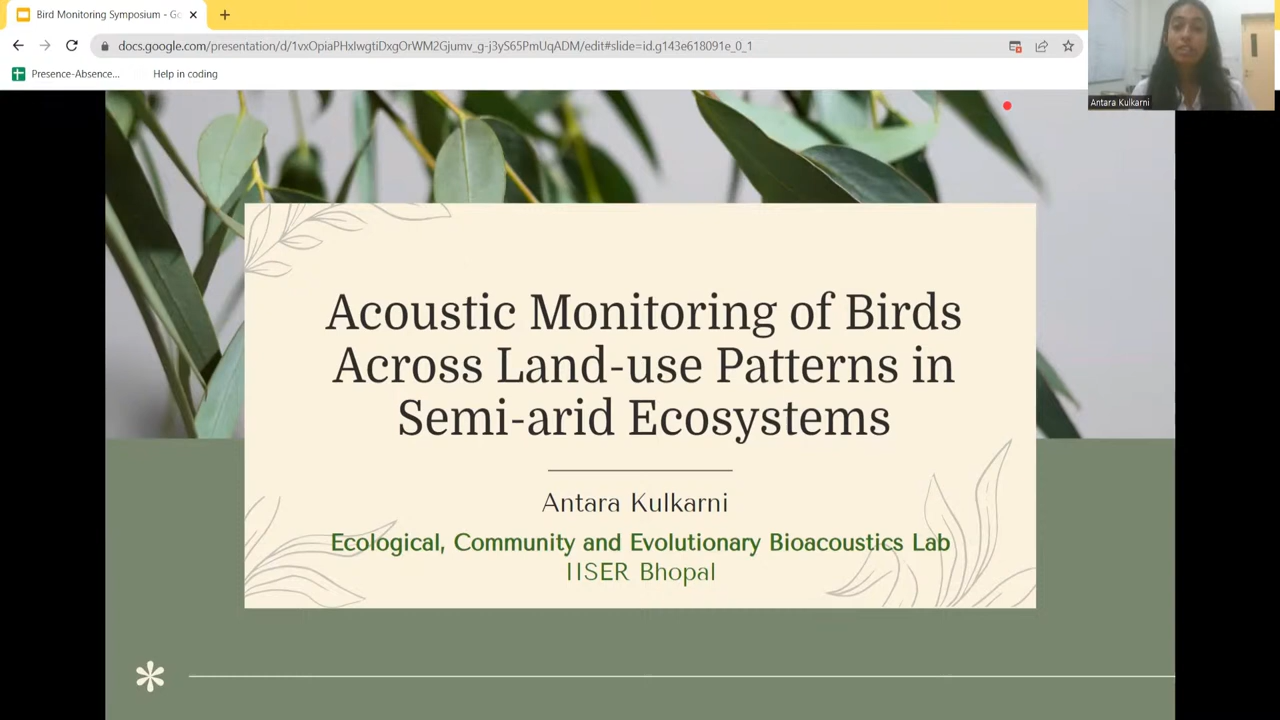 Bird Monitoring Symposium - Go
docs.google.com/presentation/d/1vxOpiaPHxlwgtiDxgOrWM2Gjumv_g-j3yS65PmUqADM/edit#slide=id.g143e618091e_0_1
Presence-Absence... Help in coding
Antara Kulkarni
Acoustic Monitoring of Birds
Across Land-use Patterns in
Semi-arid Ecosystems
Antara Kulkarni
Ecological, Community and Evolutionary Bioacoustics Lab
IISER Bhopal